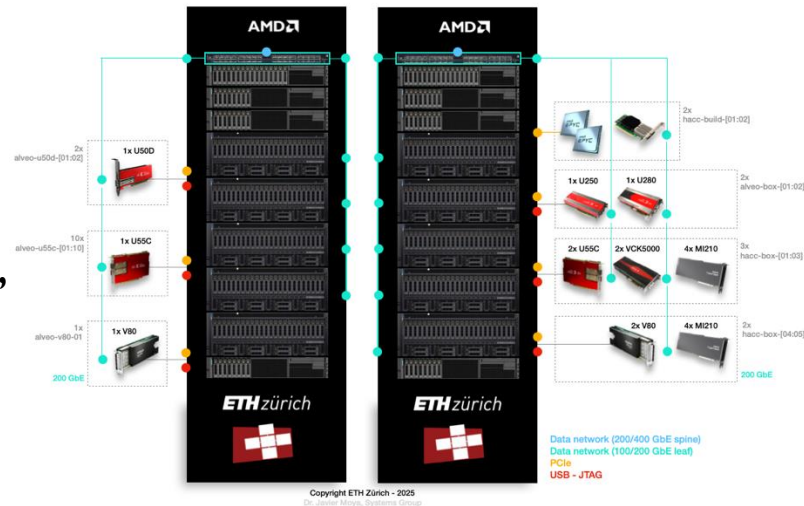 AMD
AMD
2x
alveo-u50d-[01:02]
1x U50D
10x
alveo-u55c-[01:10]
1x U55C
1x
alveo-v80-01
1x V80
200 GbE
2x
hacc-build-[01:02]
1x U250
1x U280
2x
alveo-box-[01:02]
2x U55C
2x VCK5000
4x MI210
3x
hacc-box-[01:03]
2x V80
4x MI210
2x
hacc-box-[04:05]
200 GbE
ETH zürich
ETH zürich
Data network (200/400 GbE spine)
Data network (100/200 GbE leaf)
PCIe
USB - JTAG
Copyright ETH Zürich - 2025
Dr. Javier Moya, Systems Group
,